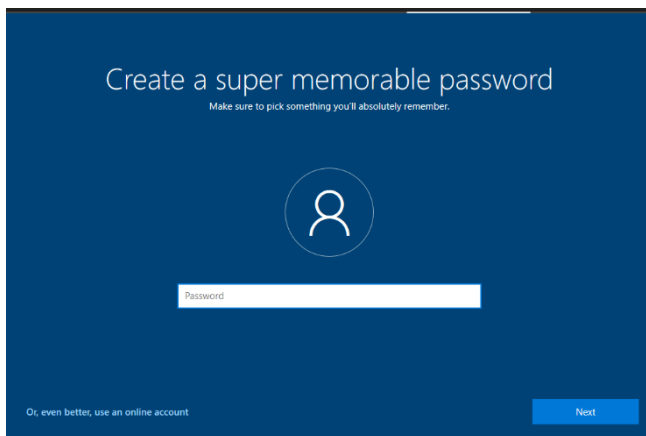 Create a super memorable password
Make sure to pick something you'll absolutely remember.
Password
Or, even better, use an online account
Next